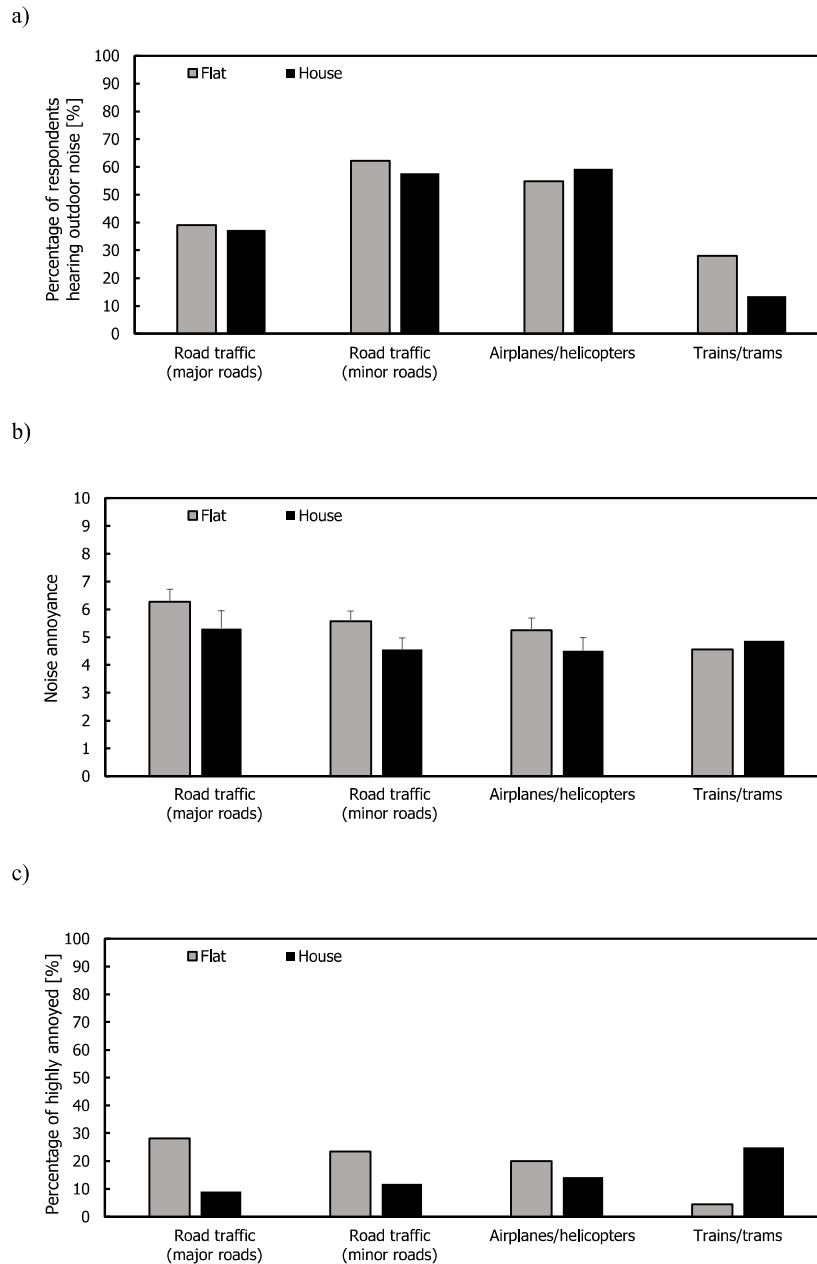 a)
100
90
80
70
60
50
40
30
20
10
0
Percentage of respondents
hearing outdoor noise [%]
Flat House
Road traffic Road traffic Airplanes/helicopters Trains/trams
(major roads) (minor roads)
b)
10
9
8
7
6
5
4
3
2
1
0
Noise annoyance
Flat House
Road traffic Road traffic Airplanes/helicopters Trains/trams
(major roads) (minor roads)
c)
100
90
80
70
60
50
40
30
20
10
0
Percentage of highly annoyed [%]
Flat House
Road traffic Road traffic Airplanes/helicopters Trains/trams
(major roads) (minor roads)